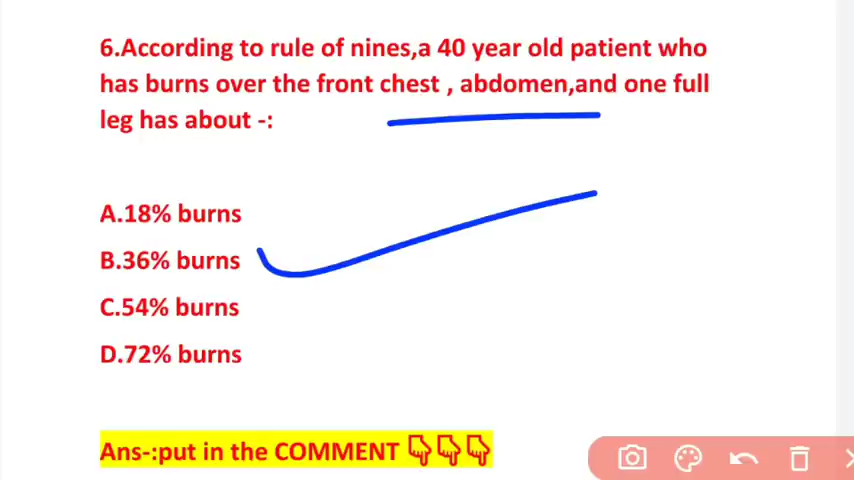 6.According to rule of nines,a 40 year old patient who
has burns over the front chest , abdomen,and one full
leg has about -:
A.18% burns
B.36% burns
C.54% burns
D.72% burns
Ans-:put in the COMMENT 👇👇👇